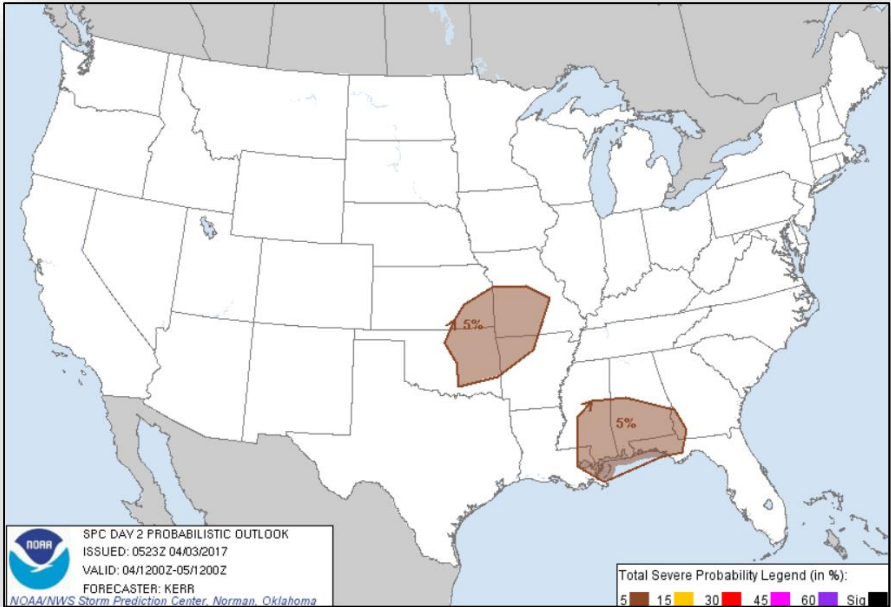 5%
5%
NOAA
SPC DAY 2 PROBABILISTIC OUTLOOK
ISSUED: 0523Z 04/03/2017
VALID: 04/1200Z-05/1200Z
FORECASTER: KERR
NOAA/NWS Storm Prediction Center, Norman, Oklahoma
Total Severe Probability Legend (in %):
5 15 30 45 60 Sig